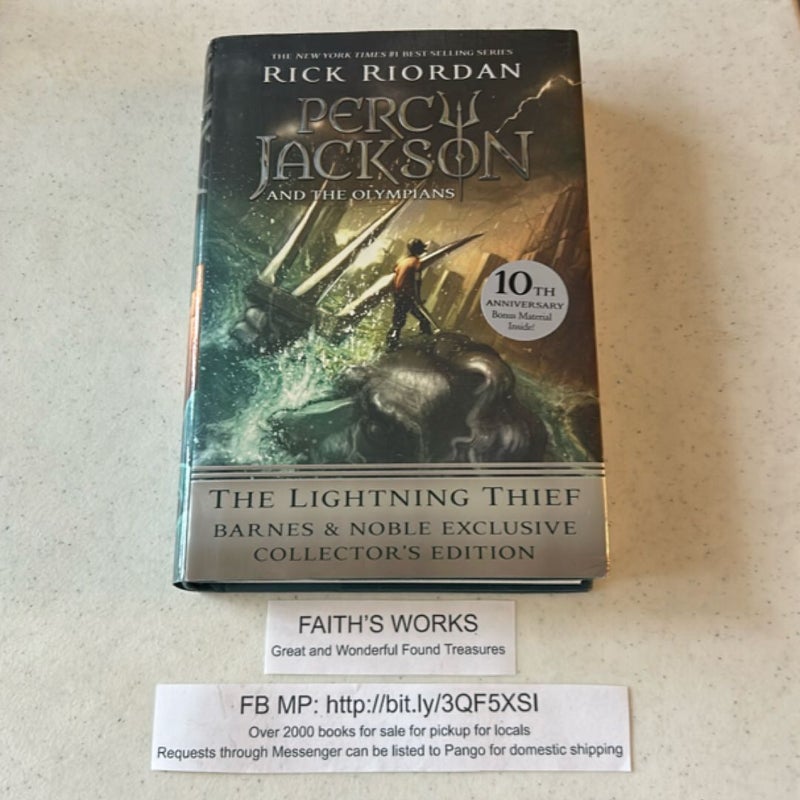 THE NEW YORK TIMES #1 BEST-SELLING SERIES
RICK RIORDAN
PERCY
JACKSON
AND THE OLYMPIANS
10TH
ANNIVERSARY
Bonus Material
Inside!
THE LIGHTNING THIEF
BARNES & NOBLE EXCLUSIVE
COLLECTOR'S EDITION
FAITH'S WORKS
Great and Wonderful Found Treasures
FB MP: http://bit.ly/3QF5XSI
Over 2000 books for sale for pickup for locals
Requests through Messenger can be listed to Pango for domestic shipping